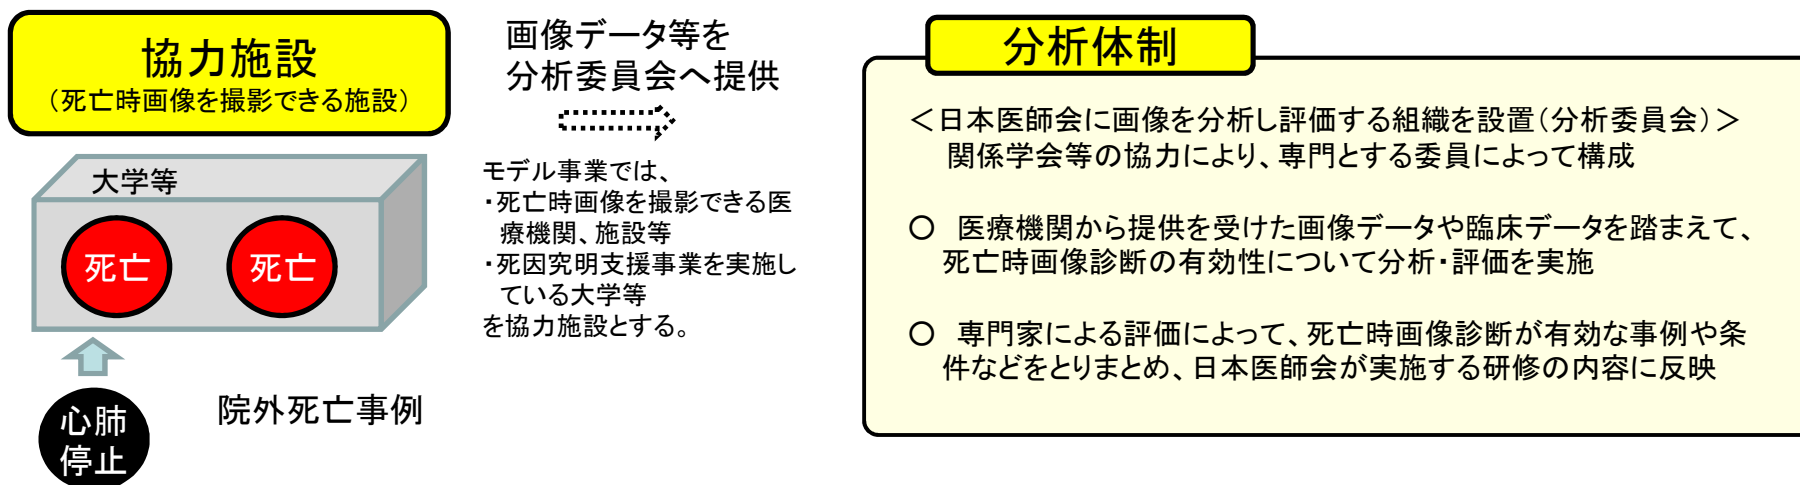 協力施設
（死亡時画像を撮影できる施設）
大学等
死亡
死亡
心肺
停止
院外死亡事例
画像データ等を
分析委員会へ提供
モデル事業では、
・死亡時画像を撮影できる医
療機関、施設等
・死因究明支援事業を実施し
ている大学等
を協力施設とする。
分析体制
＜日本医師会に画像を分析し評価する組織を設置（分析委員会）＞
関係学会等の協力により、専門とする委員によって構成
○　医療機関から提供を受けた画像データや臨床データを踏まえて、
死亡時画像診断の有効性について分析・評価を実施
○　専門家による評価によって、死亡時画像診断が有効な事例や条
件などをとりまとめ、日本医師会が実施する研修の内容に反映